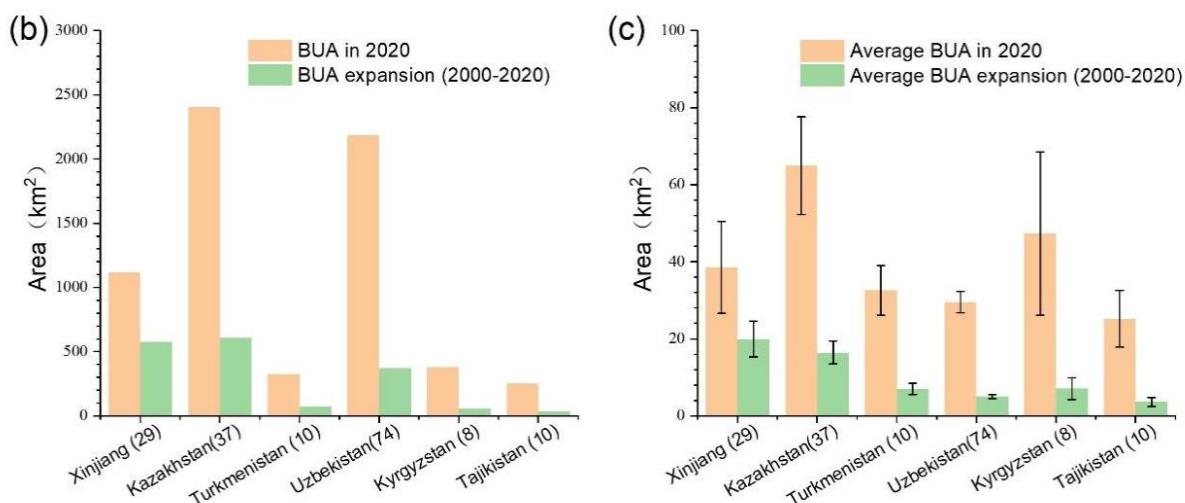 (b)
BUA in 2020
BUA expansion (2000-2020)
Area (km²)
3000
2500
2000
1500
1000
500
0
Xinjiang (29)
Kazakhstan(37)
Turkmenistan (10)
Uzbekistan(74)
Kyrgyzstan (8)
Tajikistan (10)
(c)
Average BUA in 2020
Average BUA expansion (2000-2020)
Area (km²)
100
80
60
40
20
0
Xinjiang (29)
Kazakhstan(37)
Turkmenistan (10)
Uzbekistan(74)
Kyrgyzstan (8)
Tajikistan (10)